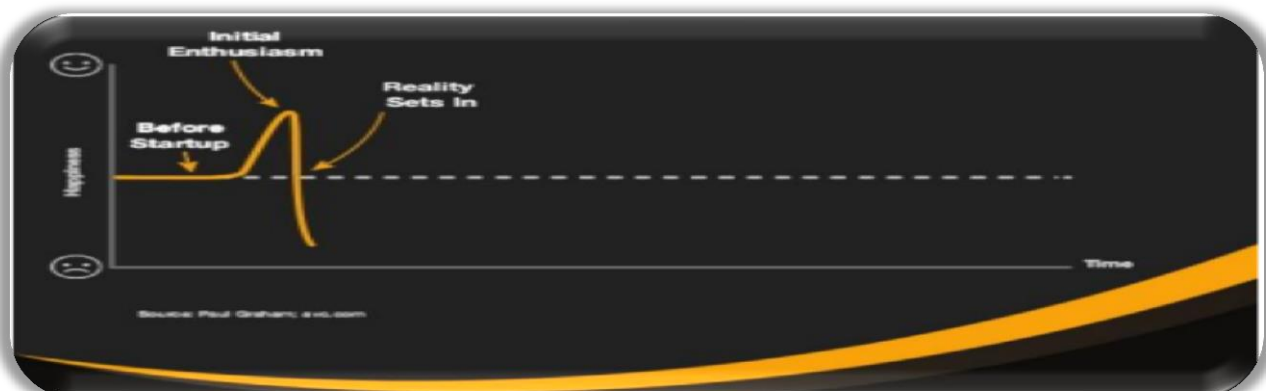 Initial
Enthusiasm
Reality
Sets In
Before
Startup
Happiness
Time
Source: Paul Graham; avc.com